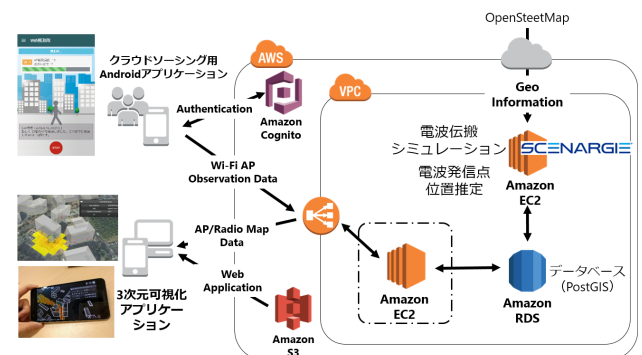 OpenSteetMap
クラウドソーシング用
Androidアプリケーション
AWS
VPC
Authentication
Amazon
Cognito
Geo
Information
電波伝搬
シミュレーション
SCENARGIE
電波発信点
位置推定
Amazon
EC2
Wi-Fi AP
Observation Data
AP/Radio Map
Data
Web
Application
3次元可視化
アプリケー
ション
Amazon
EC2
データベース
（PostGIS）
Amazon
RDS
Amazon
S3